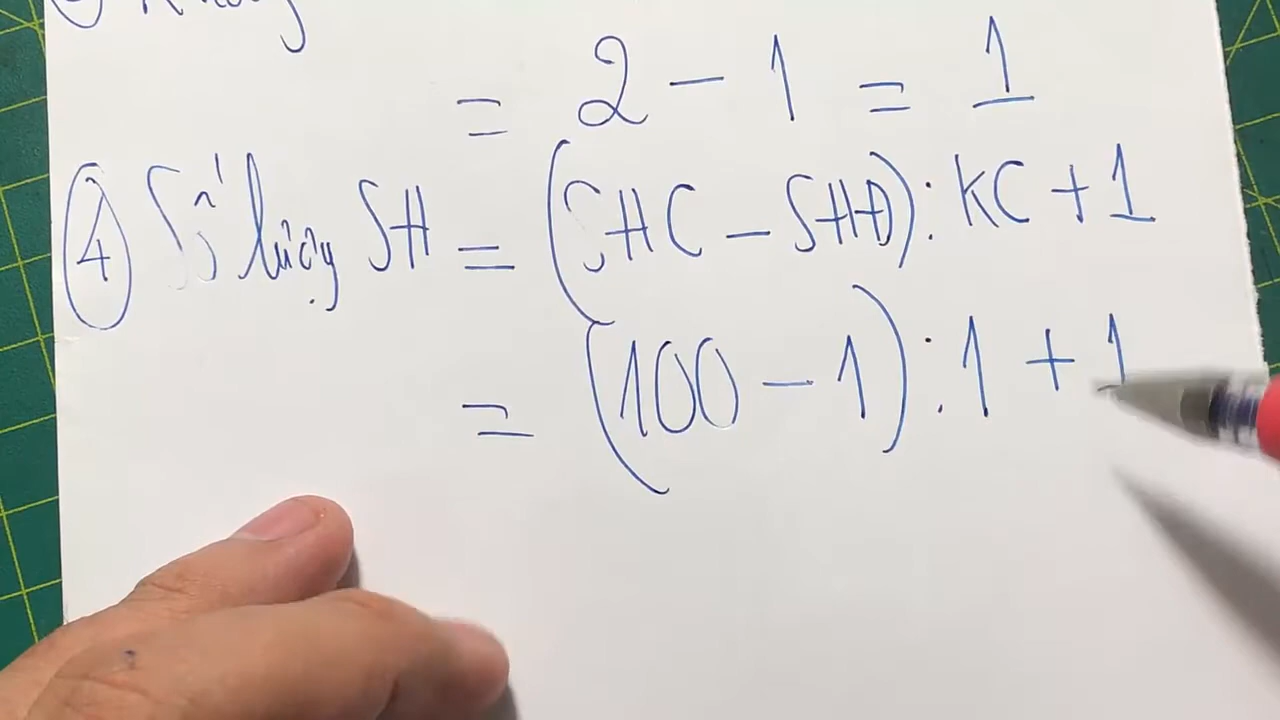 = 2 - 1 = 1
④ Số lượng SH = (SHC - SHĐ) : KC + 1
= (100 - 1) : 1 + 1